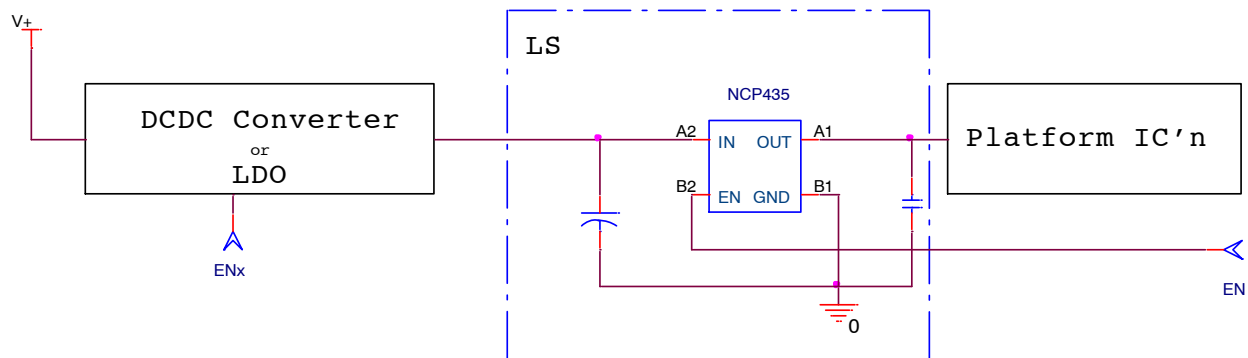 V+
LS
NCP435
DCDC Converter
or
LDO
A2
IN
OUT
A1
Platform IC'n
B2
EN
GND
B1
ENx
EN
0